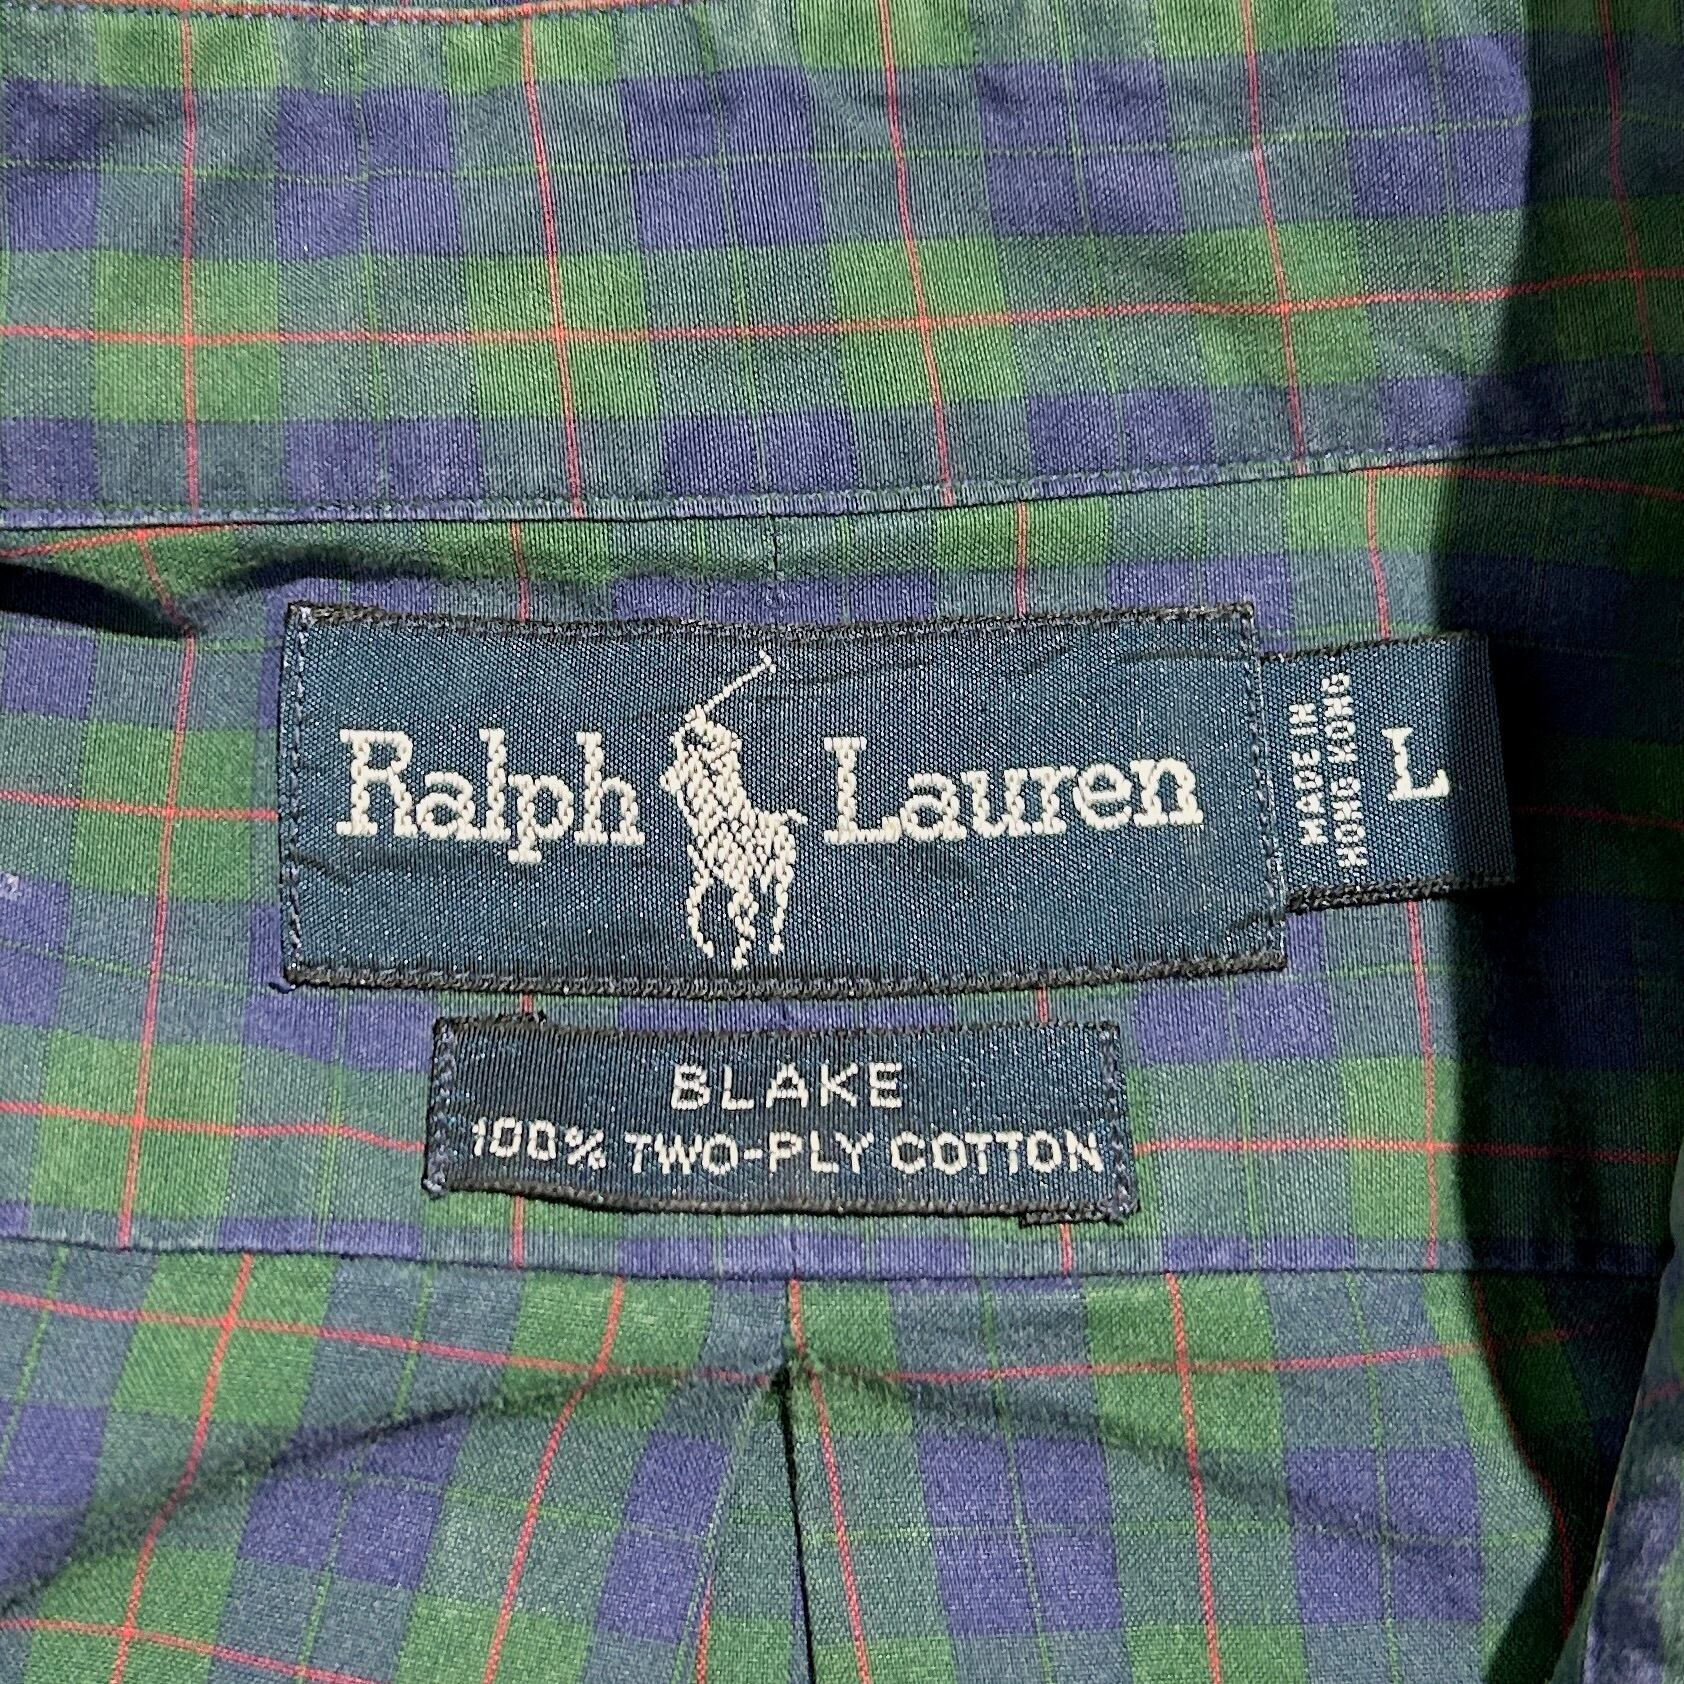 Ralph Lauren
MADE IN
HONG KONG
L
BLAKE
100% TWO-PLY COTTON